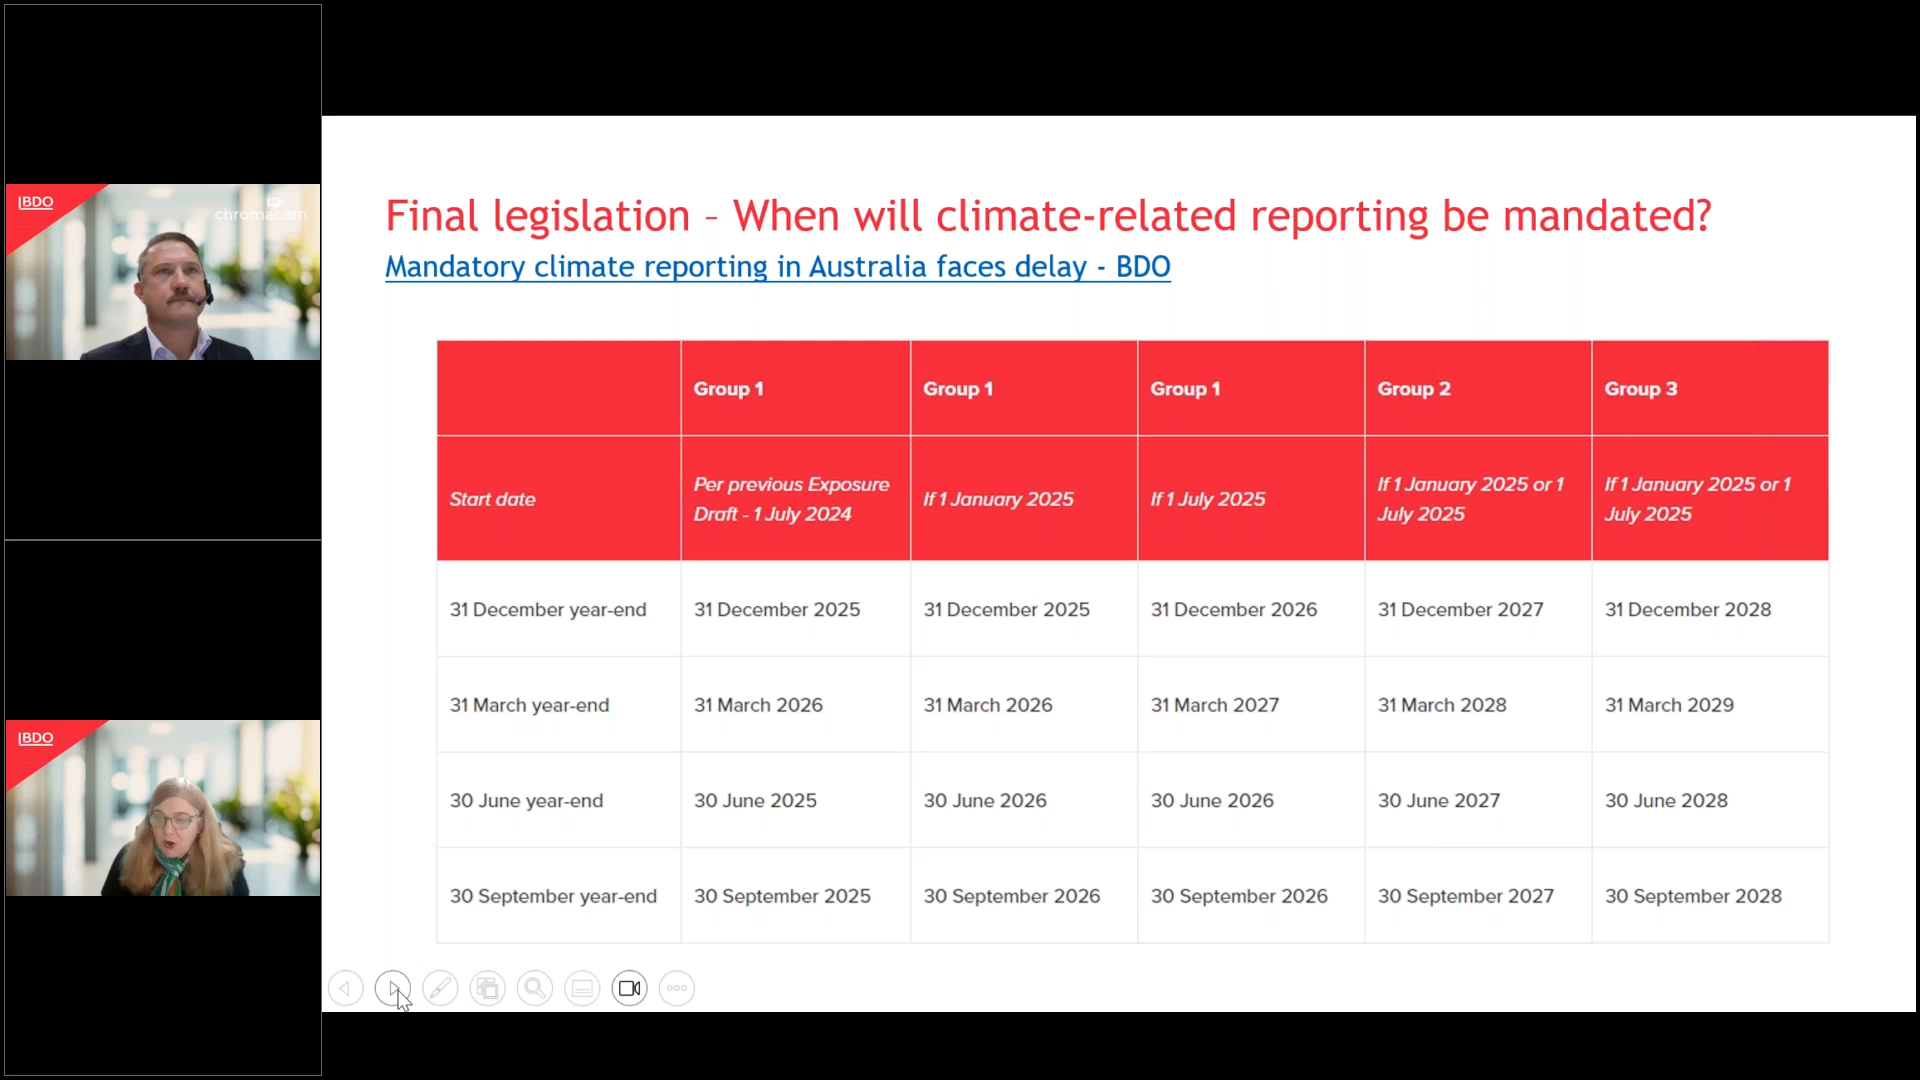 BDO
chromacam
BDO
Final legislation – When will climate-related reporting be mandated?
Mandatory climate reporting in Australia faces delay - BDO
Group 1
Group 1
Group 1
Group 2
Group 3
Start date
Per previous Exposure
Draft - 1 July 2024
If 1 January 2025
If 1 July 2025
If 1 January 2025 or 1
July 2025
If 1 January 2025 or 1
July 2025
31 December year-end
31 December 2025
31 December 2025
31 December 2026
31 December 2027
31 December 2028
31 March year-end
31 March 2026
31 March 2026
31 March 2027
31 March 2028
31 March 2029
30 June year-end
30 June 2025
30 June 2026
30 June 2026
30 June 2027
30 June 2028
30 September year-end
30 September 2025
30 September 2026
30 September 2026
30 September 2027
30 September 2028